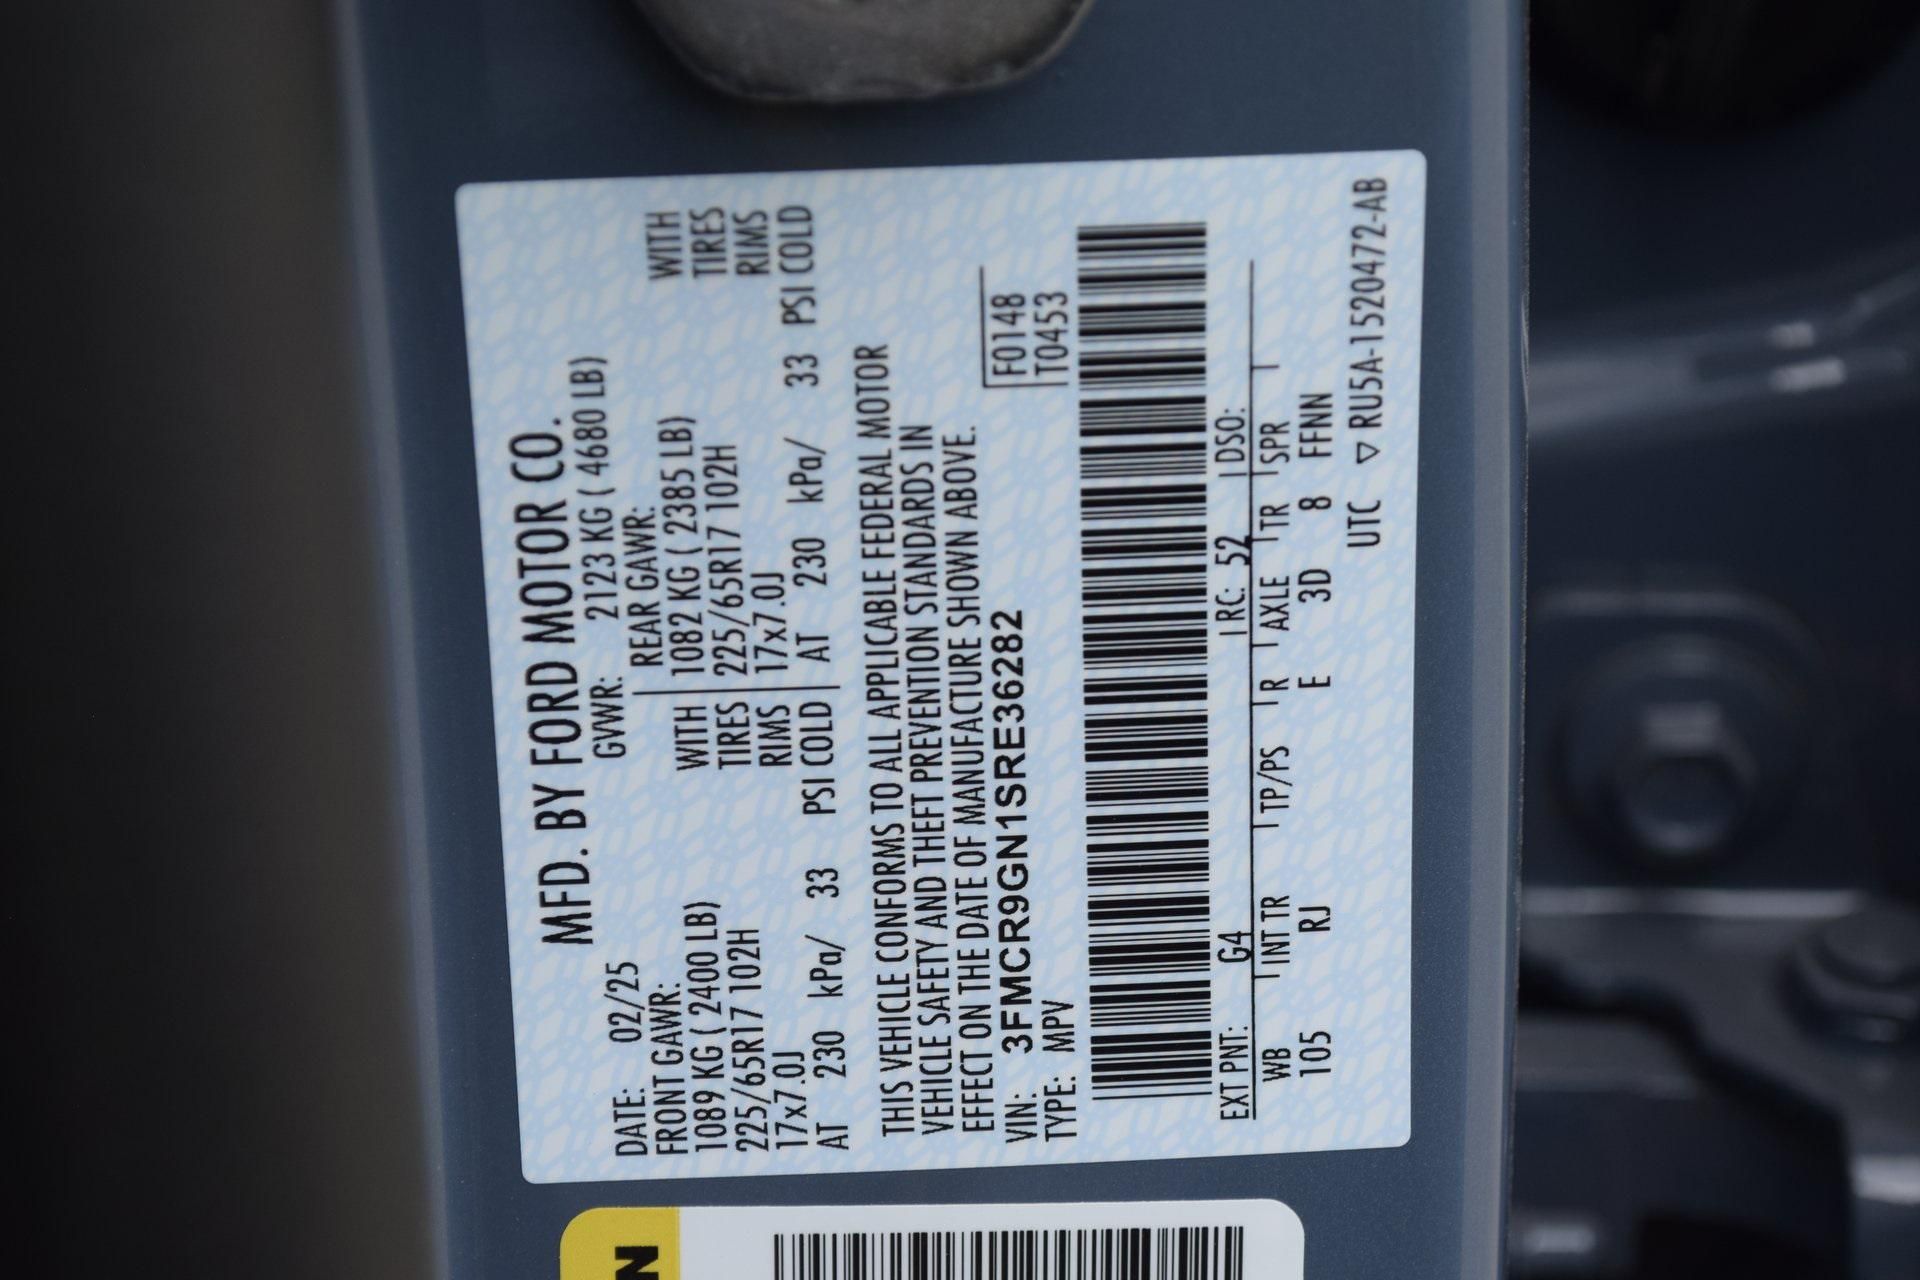 MFD. BY FORD MOTOR CO.
DATE: 02/25 GVWR: 2123 KG ( 4680 LB)
FRONT GAWR: REAR GAWR:
1089 KG ( 2400 LB) WITH 1082 KG ( 2385 LB) WITH
225/65R17 102H TIRES 225/65R17 102H TIRES
17x7.0J RIMS 17x7.0J RIMS
AT 230 kPa/ 33 PSI COLD AT 230 kPa/ 33 PSI COLD
THIS VEHICLE CONFORMS TO ALL APPLICABLE FEDERAL MOTOR
VEHICLE SAFETY AND THEFT PREVENTION STANDARDS IN
EFFECT ON THE DATE OF MANUFACTURE SHOWN ABOVE.
VIN: 3FMCR9GN1SRE36282 F0148
TYPE: MPV T0453
EXT PNT: G4 RC: 52 DSO:
WB INT TR TP/PS R AXLE TR SPR
105 RJ E 3D 8 FFNN
UTC ▽ RU5A-1520472-AB